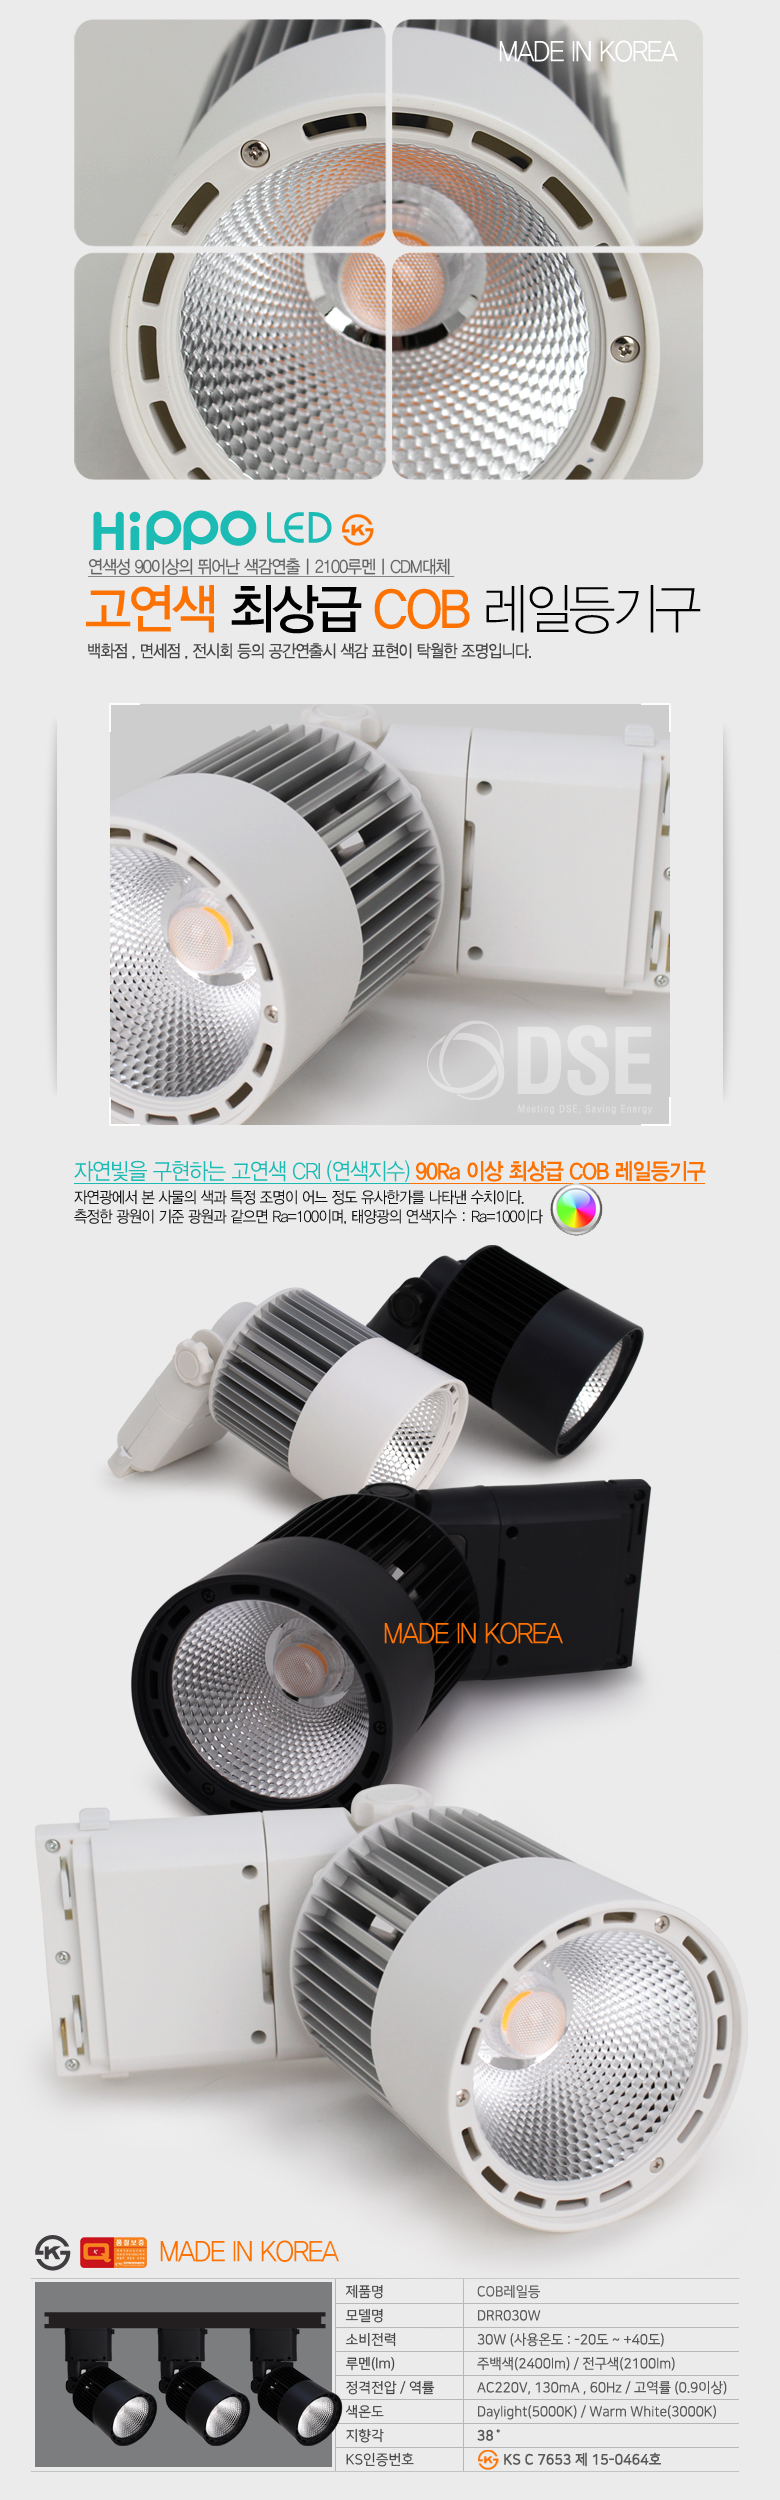 MADE IN KOREA
HiPPO LED
연색성 90이상의 뛰어난 색감연출 | 2100루멘 | CDM대체
고연색 최상급 COB 레일등기구
백화점 , 면세점 , 전시회 등의 공간연출시 색감 표현이 탁월한 조명입니다.
DSE
Meeting DSE, Saving Energy
자연빛을 구현하는 고연색 CRI (연색지수) 90Ra 이상 최상급 COB 레일등기구
자연광에서 본 사물의 색과 특정 조명이 어느 정도 유사한가를 나타낸 수치이다.
측정한 광원이 기준 광원과 같으면 Ra=100이며, 태양광의 연색지수 : Ra=100이다
MADE IN KOREA
품질보증
MADE IN KOREA
제품명 COB레일등
모델명 DRR030W
소비전력 30W (사용온도 : -20도 ~ +40도)
루멘(lm) 주백색(2400lm) / 전구색(2100lm)
정격전압 / 역률 AC220V, 130mA , 60Hz / 고역률 (0.9이상)
색온도 Daylight(5000K) / Warm White(3000K)
지향각 38˚
KS인증번호 KS C 7653 제 15-0464호